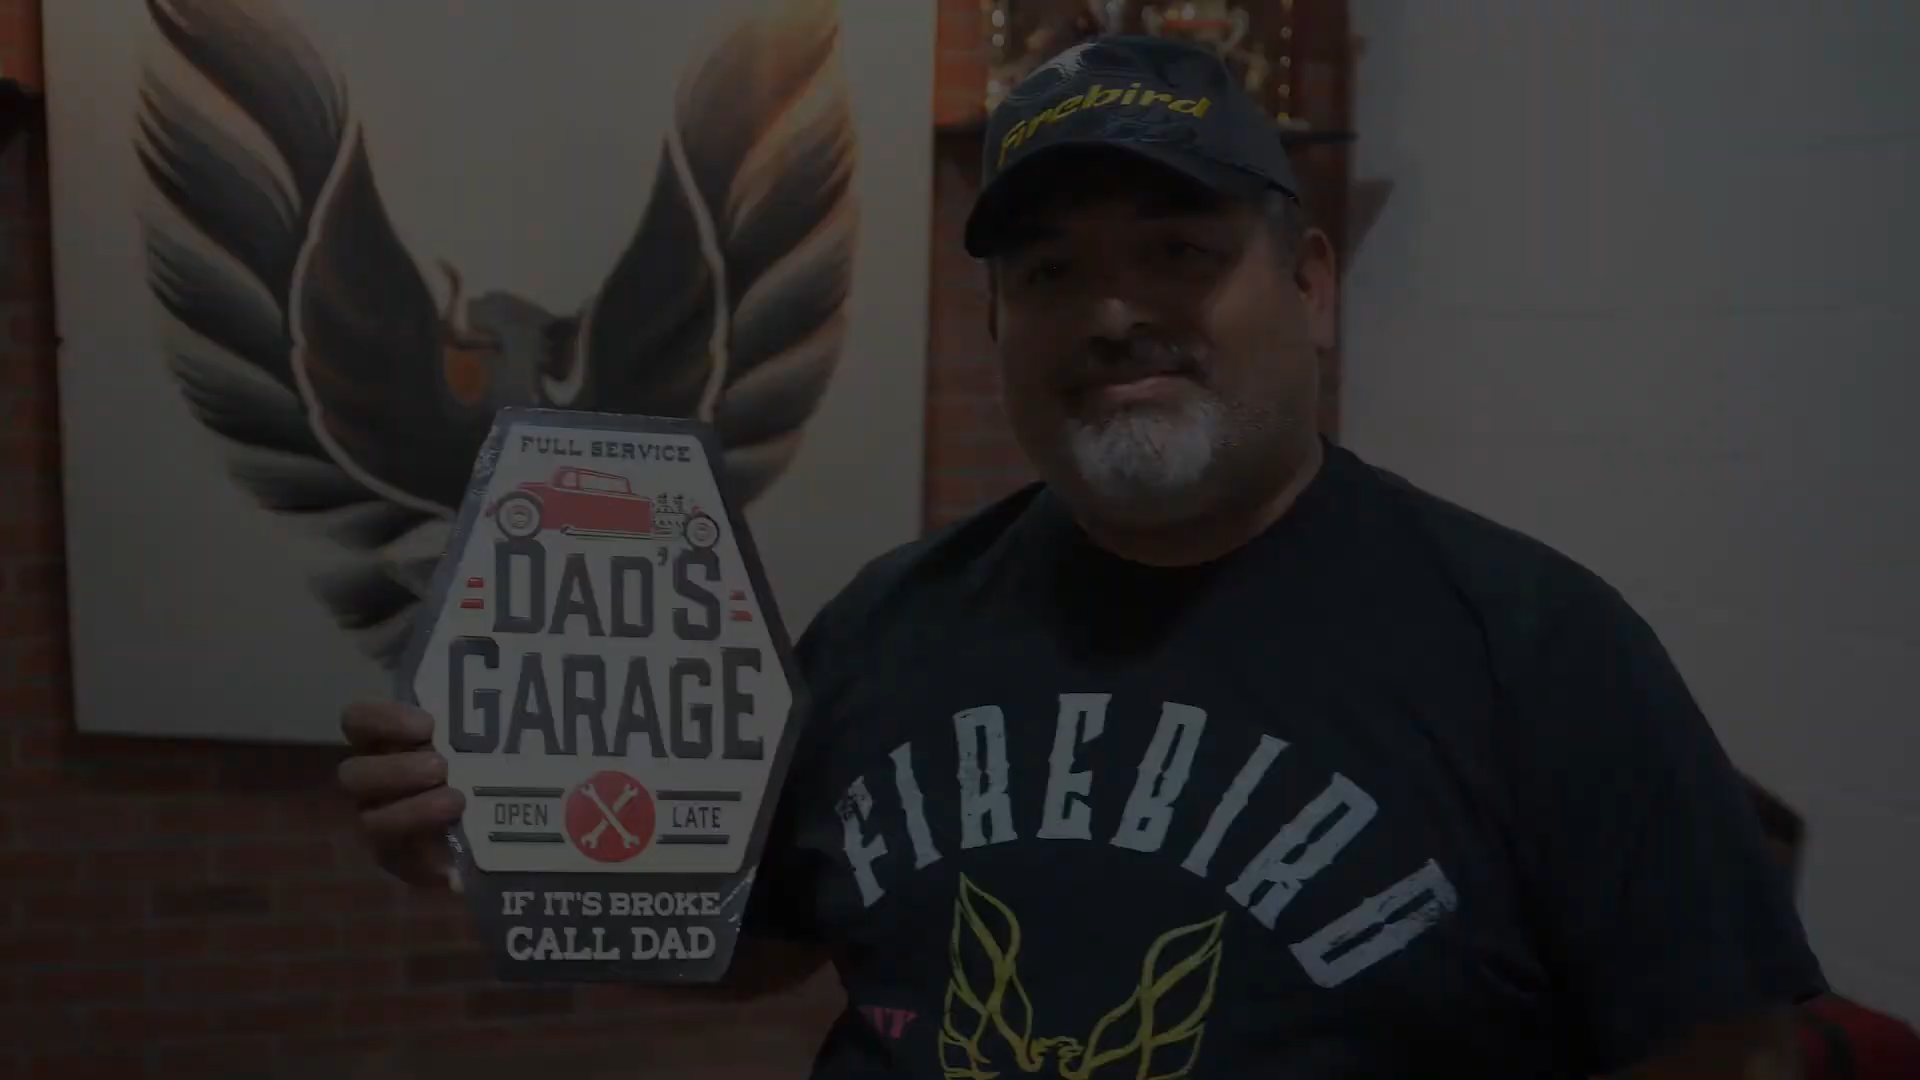 Firebird
FULL SERVICE
DAD'S
GARAGE
OPEN LATE
IF IT'S BROKE
CALL DAD
FIREBIRD